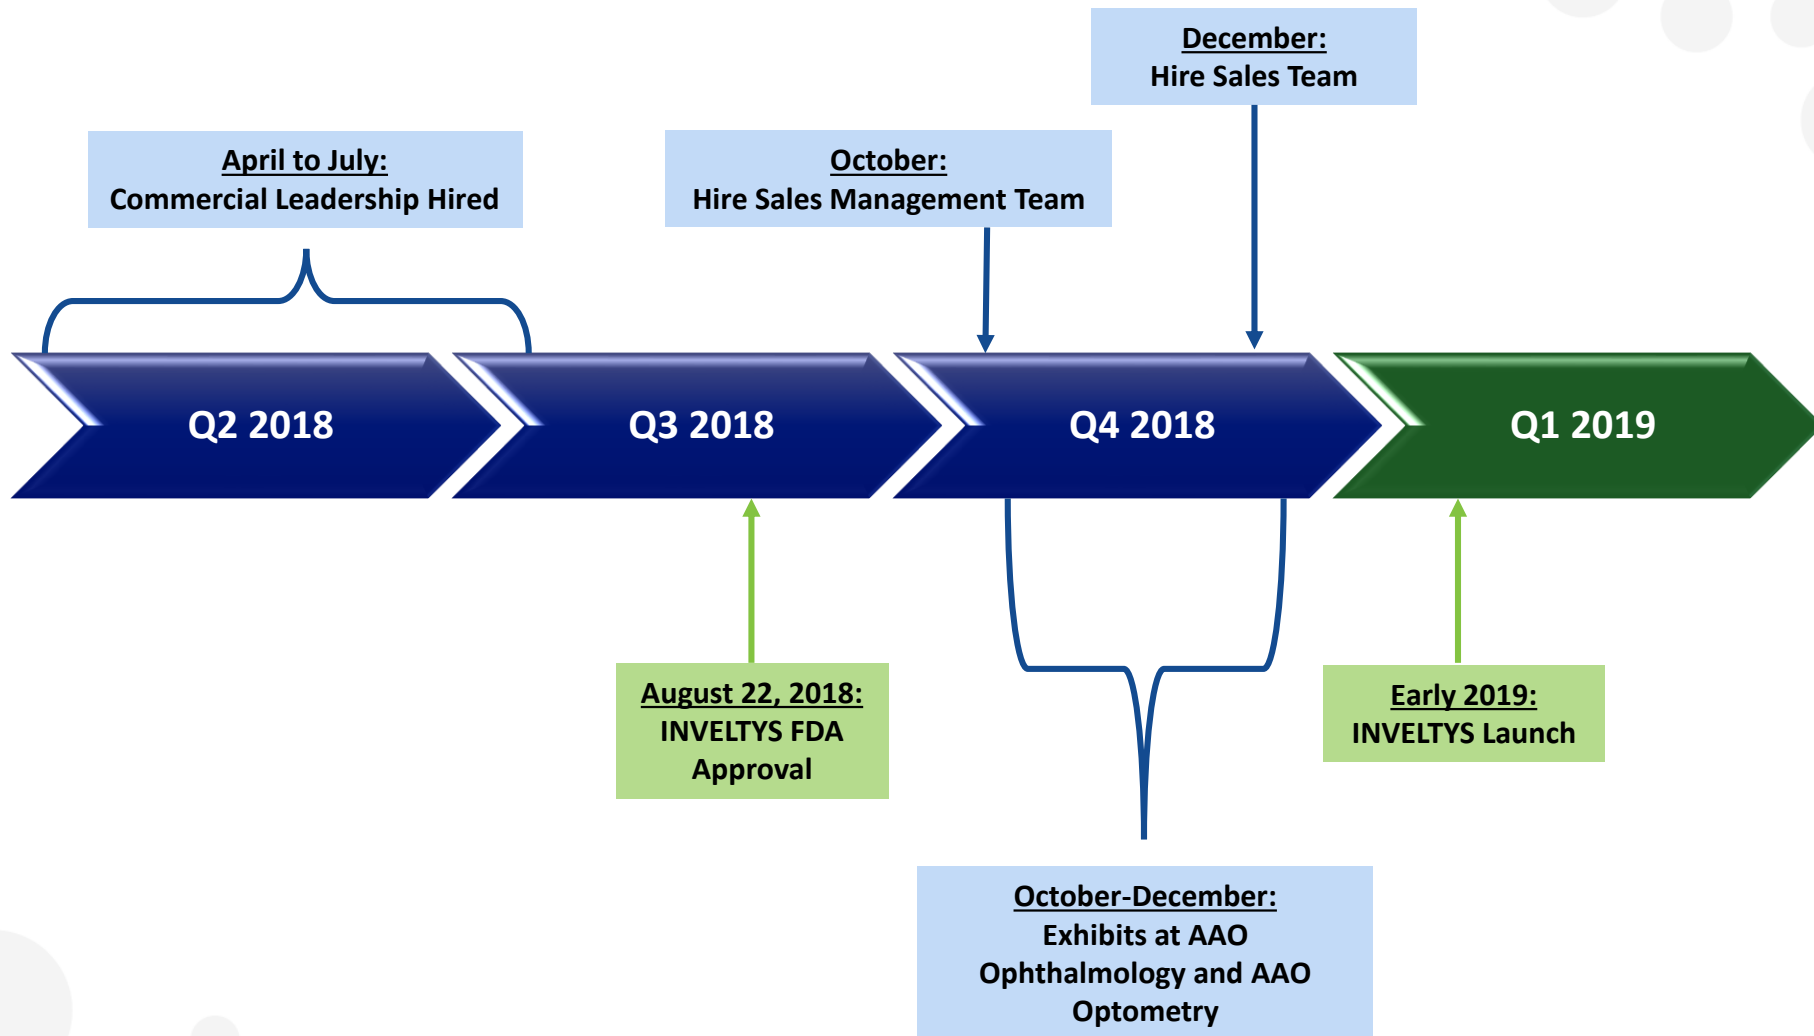 December:
Hire Sales Team
April to July:
Commercial Leadership Hired
October:
Hire Sales Management Team
Q2 2018
Q3 2018
Q4 2018
Q1 2019
August 22, 2018:
INVELTYS FDA
Approval
Early 2019:
INVELTYS Launch
October-December:
Exhibits at AAO
Ophthalmology and AAO
Optometry